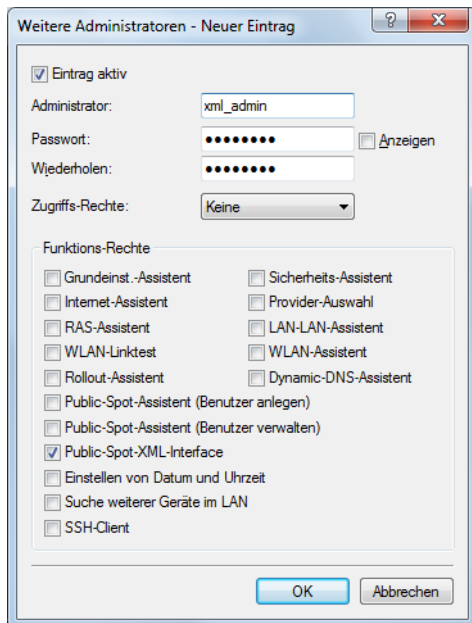 Weitere Administratoren - Neuer Eintrag
Eintrag aktiv
Administrator: xml_admin
Passwort: ●●●●●●●● Anzeigen
Wiederholen: ●●●●●●●●
Zugriffs-Rechte: Keine
Funktions-Rechte
Grundeinst.-Assistent Sicherheits-Assistent
Internet-Assistent Provider-Auswahl
RAS-Assistent LAN-LAN-Assistent
WLAN-Linktest WLAN-Assistent
Rollout-Assistent Dynamic-DNS-Assistent
Public-Spot-Assistent (Benutzer anlegen)
Public-Spot-Assistent (Benutzer verwalten)
Public-Spot-XML-Interface
Einstellen von Datum und Uhrzeit
Suche weiterer Geräte im LAN
SSH-Client
OK Abbrechen